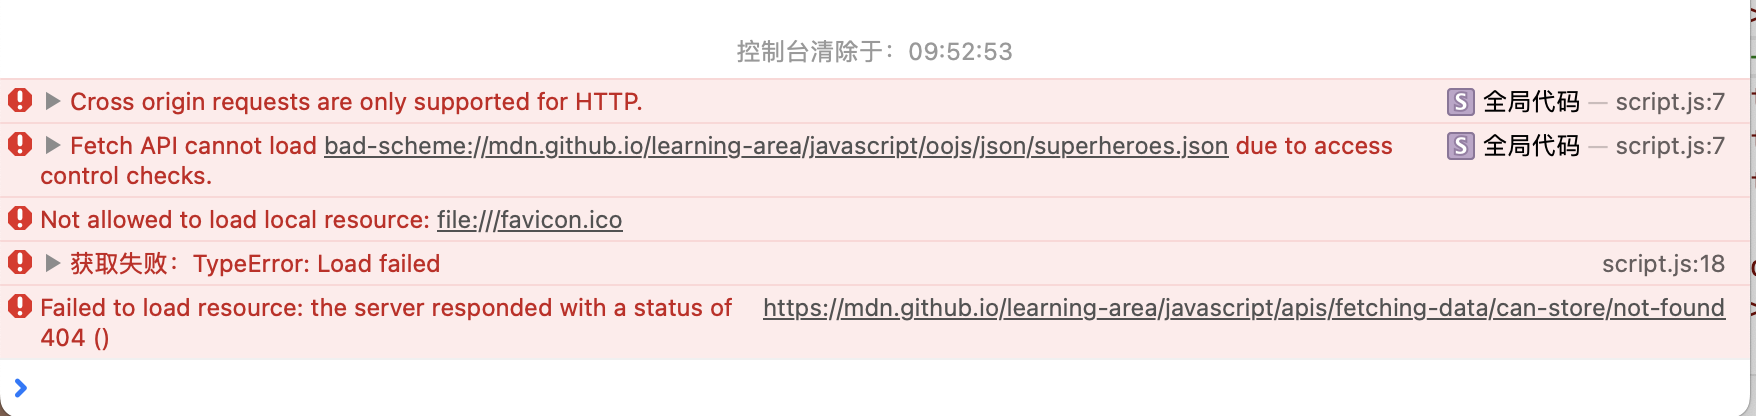 控制台清除于：09:52:53
Cross origin requests are only supported for HTTP. S 全局代码 — script.js:7
Fetch API cannot load bad-scheme://mdn.github.io/learning-area/javascript/oojs/json/superheroes.json due to access S 全局代码 — script.js:7
control checks.
Not allowed to load local resource: file:///favicon.ico
获取失败：TypeError: Load failed script.js:18
Failed to load resource: the server responded with a status of https://mdn.github.io/learning-area/javascript/apis/fetching-data/can-store/not-found
404 ()